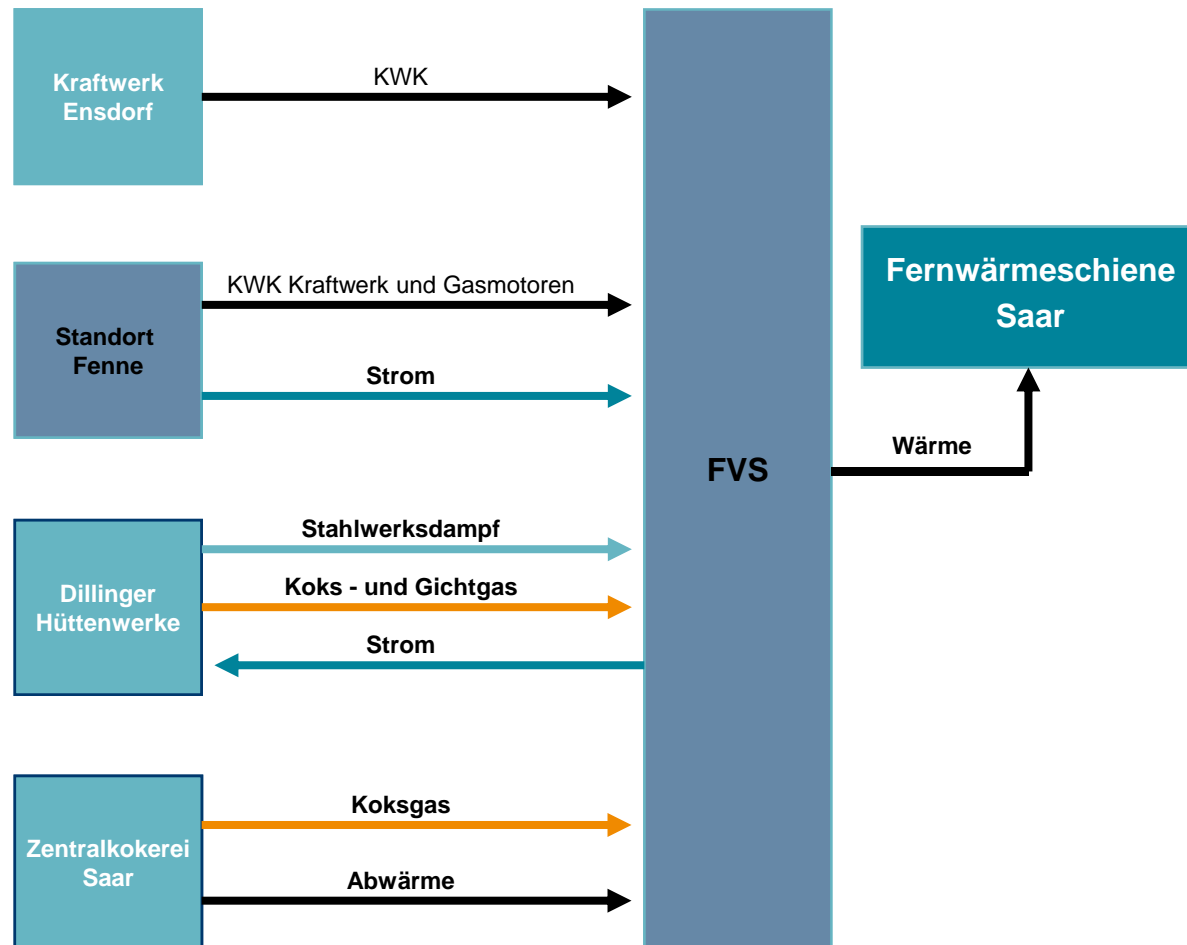 Kraftwerk
Ensdorf
KWK
Standort
Fenne
KWK Kraftwerk und Gasmotoren
Strom
Dillinger
Hüttenwerke
Stahlwerksdampf
Koks - und Gichtgas
Strom
Zentralkokerei
Saar
Koksgas
Abwärme
FVS
Wärme
Fernwärmeschiene
Saar